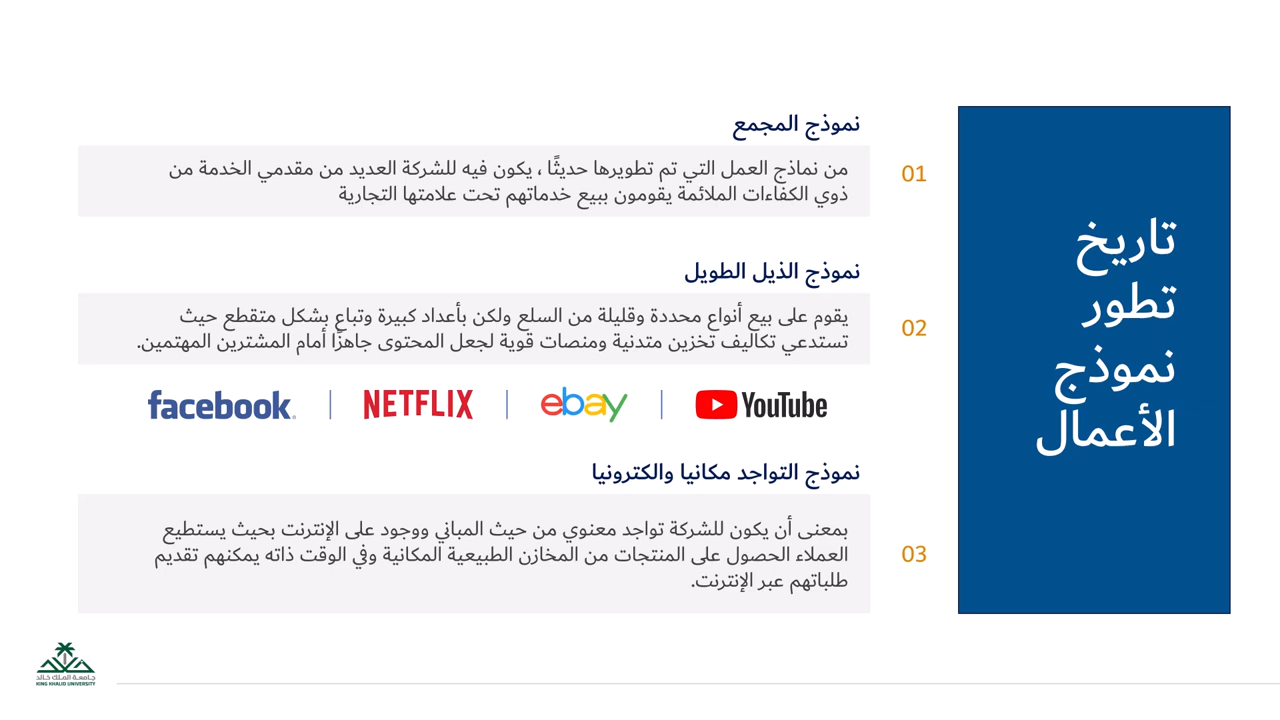 تاريخ
تطور
نموذج
الأعمال
نموذج المجمع
01
من نماذج العمل التي تم تطويرها حديثًا ، يكون فيه للشركة العديد من مقدمي الخدمة من
ذوي الكفاءات الملائمة يقومون ببيع خدماتهم تحت علامتها التجارية
نموذج الذيل الطويل
02
يقوم على بيع أنواع محددة وقليلة من السلع ولكن بأعداد كبيرة وتباع بشكل متقطع حيث
تستدعي تكاليف تخزين متدنية ومنصات قوية لجعل المحتوى جاهزًا أمام المشترين المهتمين.
facebook | NETFLIX | ebay | YouTube
نموذج التواجد مكانيا والكترونيا
03
بمعنى أن يكون للشركة تواجد معنوي من حيث المباني ووجود على الإنترنت بحيث يستطيع
العملاء الحصول على المنتجات من المخازن الطبيعية المكانية وفي الوقت ذاته يمكنهم تقديم
طلباتهم عبر الإنترنت.
جامعة الملك خالد
KING KHALID UNIVERSITY